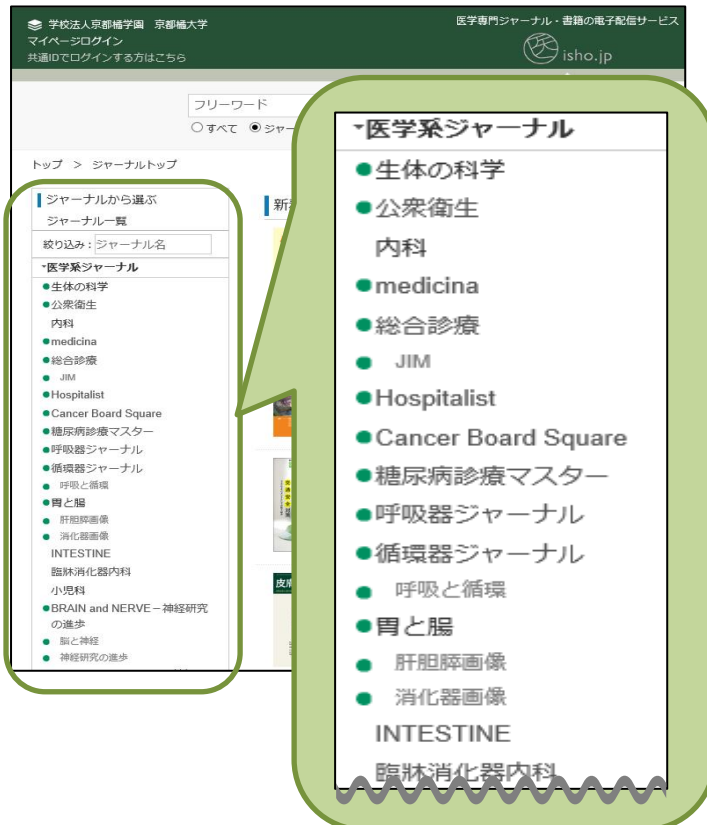 学校法人京都橘学園 京都橘大学
マイページログイン
共通IDでログインする方はこちら
医学専門ジャーナル・書籍の電子配信サービス
医 isho.jp
フリーワード
すべて ジャー
トップ > ジャーナルトップ
ジャーナルから選ぶ
ジャーナル一覧
絞り込み：ジャーナル名
医学系ジャーナル
●生体の科学
●公衆衛生
内科
●medicina
●総合診療
● JIM
●Hospitalist
●Cancer Board Square
●糖尿病診療マスター
●呼吸器ジャーナル
●循環器ジャーナル
● 呼吸と循環
●胃と腸
● 肝胆膵画像
● 消化器画像
INTESTINE
臨牀消化器内科
小児科
●BRAIN and NERVE－神経研究
の進歩
● 脳と神経
● 神経研究の進歩
新
皮膚
医学系ジャーナル
●生体の科学
●公衆衛生
内科
●medicina
●総合診療
● JIM
●Hospitalist
●Cancer Board Square
●糖尿病診療マスター
●呼吸器ジャーナル
●循環器ジャーナル
● 呼吸と循環
●胃と腸
● 肝胆膵画像
● 消化器画像
INTESTINE
臨牀消化器内科